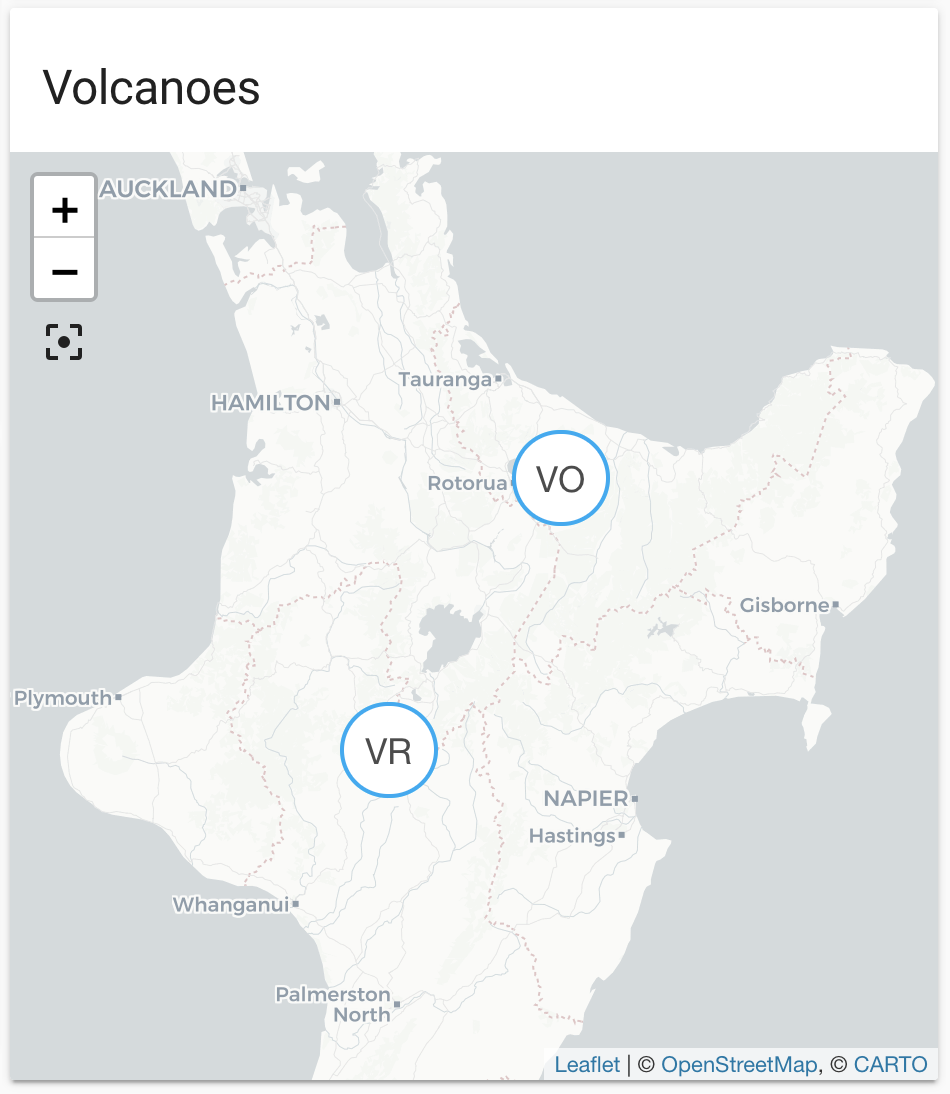 Volcanoes
+
AUCKLAND
−
Tauranga
HAMILTON
Rotorua
VO
Gisborne
Plymouth
VR
NAPIER
Hastings
Whanganui
Palmerston
North
Leaflet | © OpenStreetMap, © CARTO